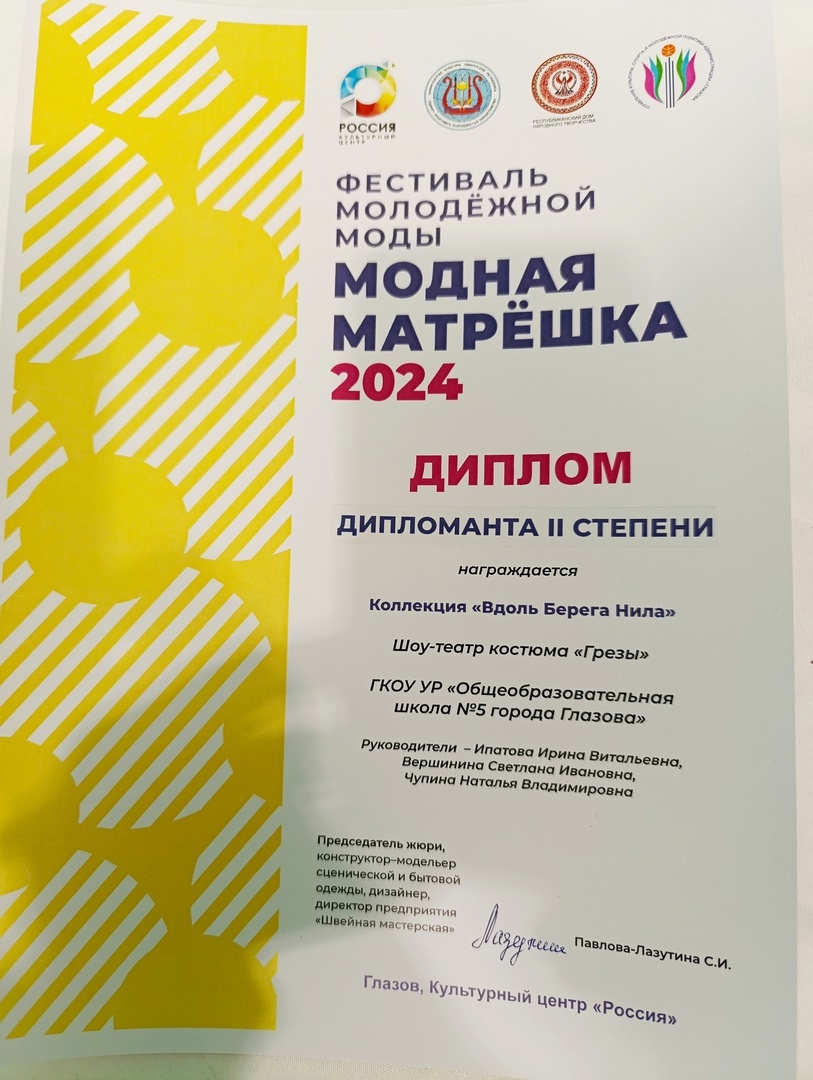 РОССИЯ
КУЛЬТУРНЫЙ
ЦЕНТР
РЕСПУБЛИКАНСКИЙ ДОМ
НАРОДНОГО ТВОРЧЕСТВА
ФЕСТИВАЛЬ
МОЛОДЁЖНОЙ
МОДЫ
МОДНАЯ
МАТРЁШКА
2024
ДИПЛОМ
ДИПЛОМАНТА II СТЕПЕНИ
награждается
Коллекция «Вдоль Берега Нила»
Шоу-театр костюма «Грезы»
ГКОУ УР «Общеобразовательная
школа №5 города Глазова»
Руководители – Ипатова Ирина Витальевна,
Вершинина Светлана Ивановна,
Чупина Наталья Владимировна
Председатель жюри,
конструктор–модельер
сценической и бытовой
одежды, дизайнер,
директор предприятия
«Швейная мастерская»
Павлова-Лазутина С.И.
Глазов, Культурный центр «Россия»